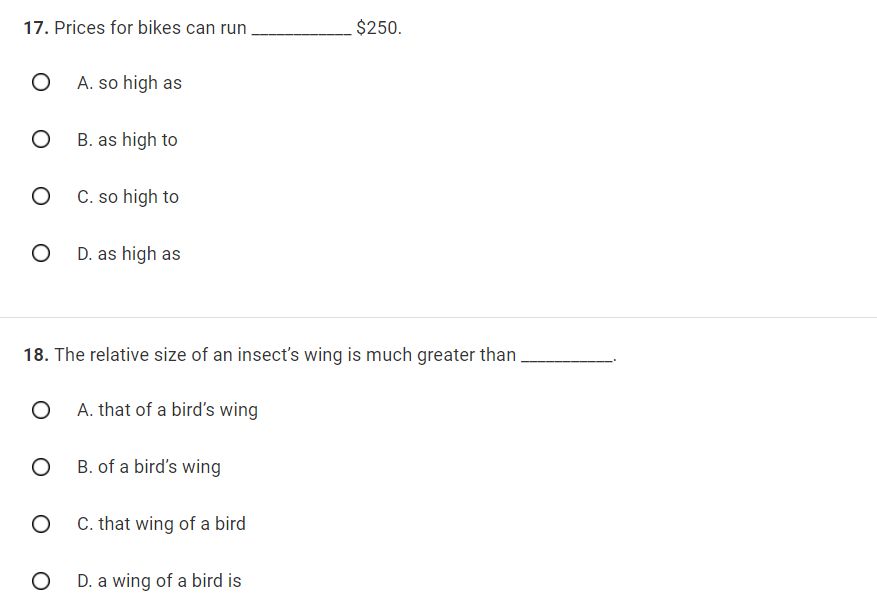 17. Prices for bikes can run ____________ $250.
A. so high as
B. as high to
C. so high to
D. as high as
18. The relative size of an insect’s wing is much greater than ___________.
A. that of a bird’s wing
B. of a bird’s wing
C. that wing of a bird
D. a wing of a bird is